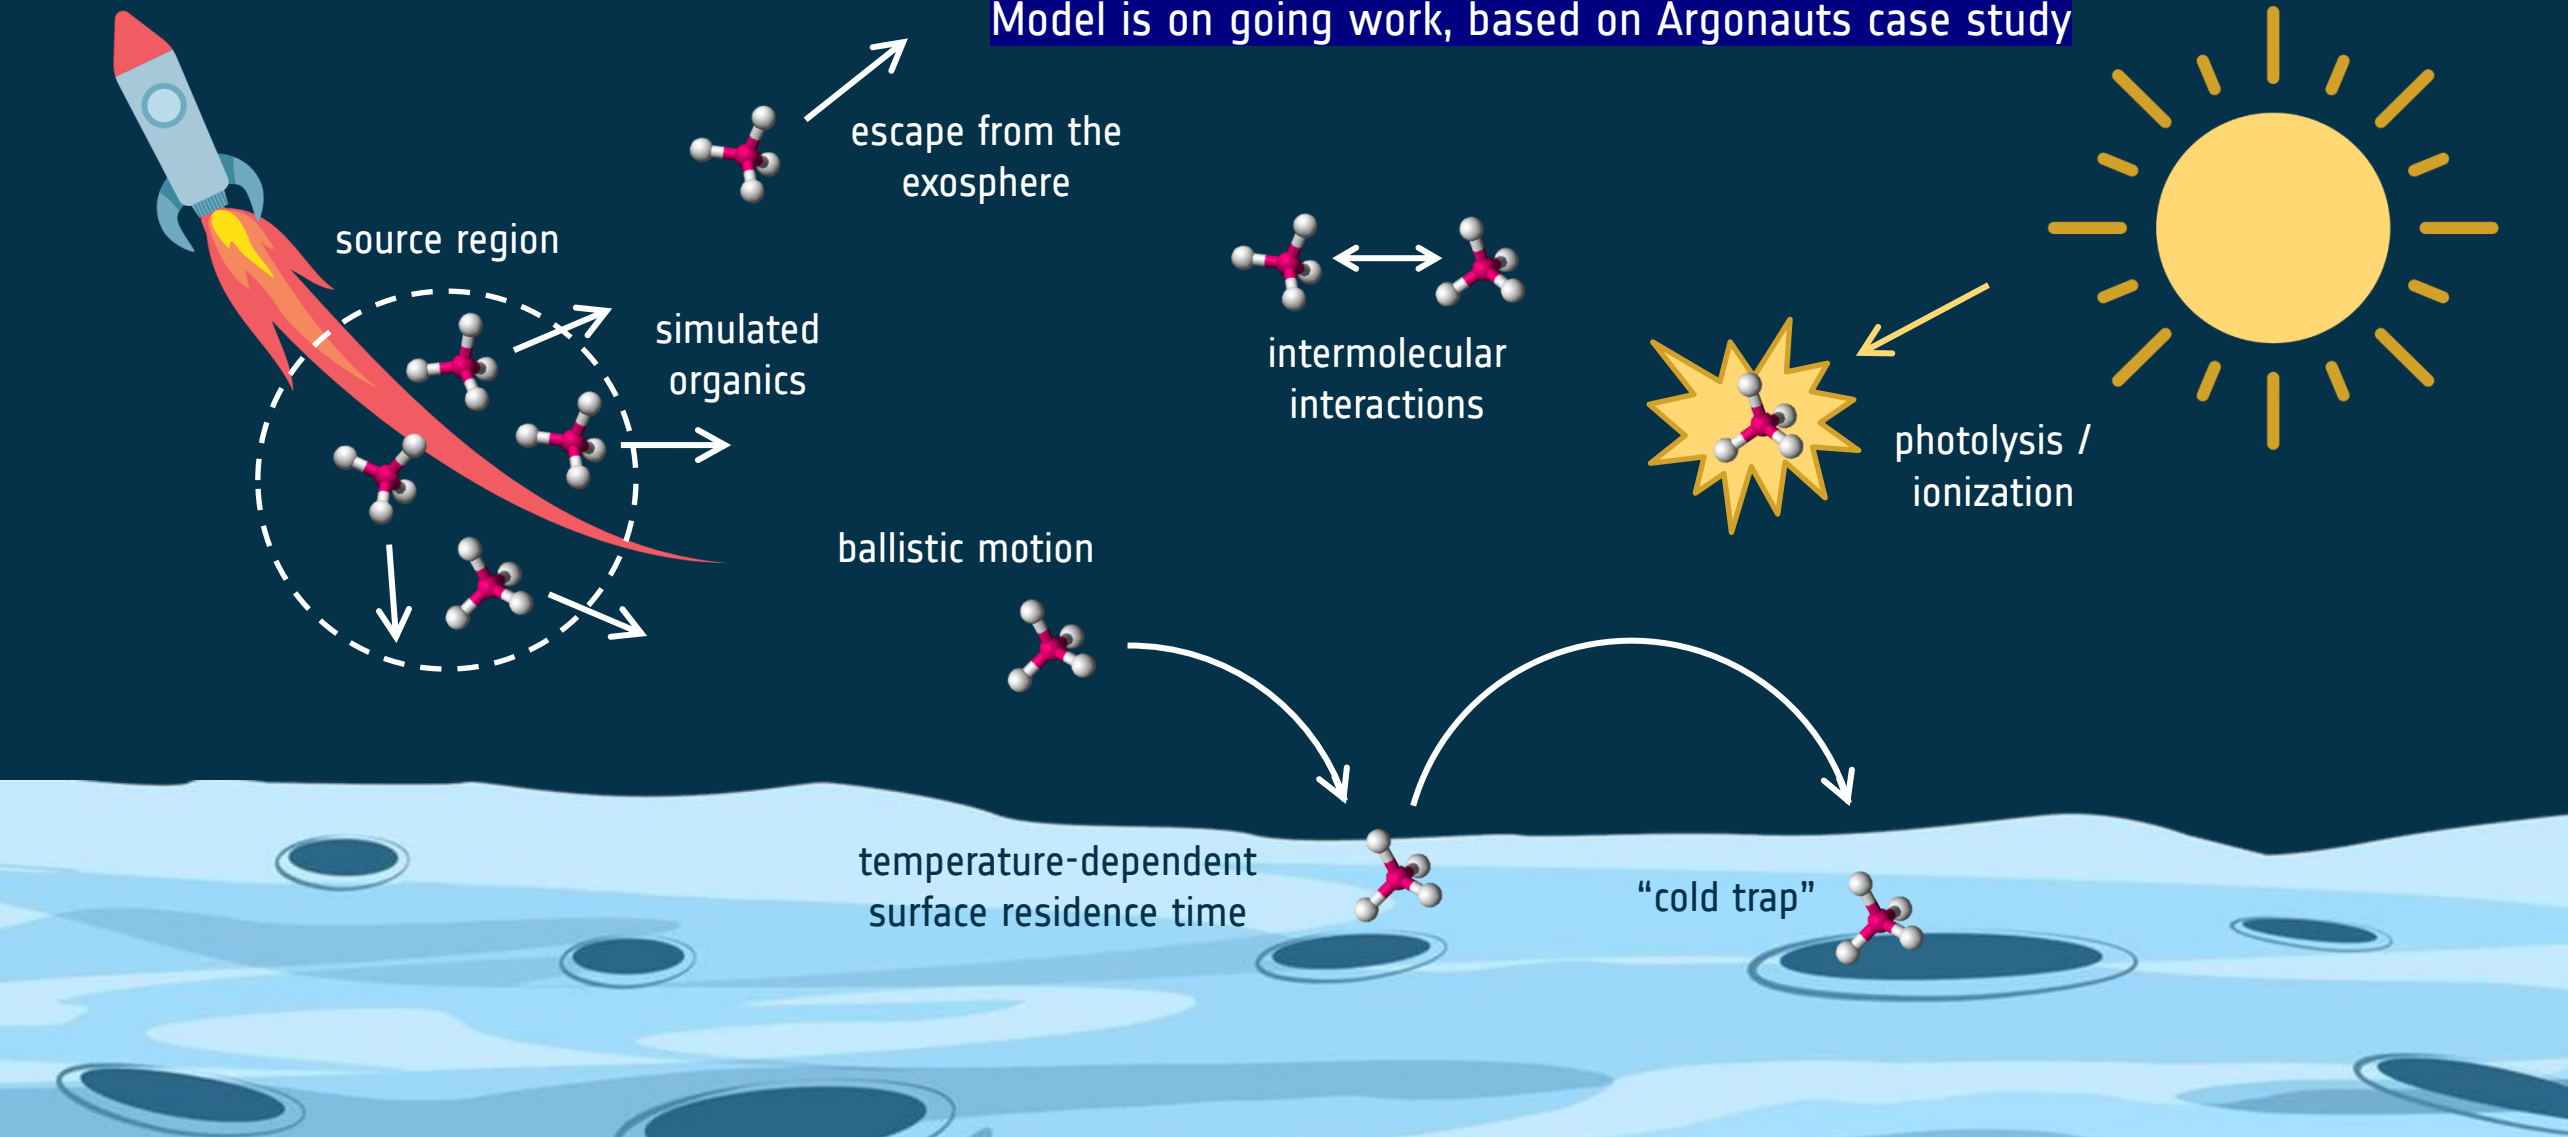 Model is on going work, based on Argonauts case study
escape from the
exosphere
source region
simulated
organics
intermolecular
interactions
photolysis /
ionization
ballistic motion
temperature-dependent
surface residence time
“cold trap”